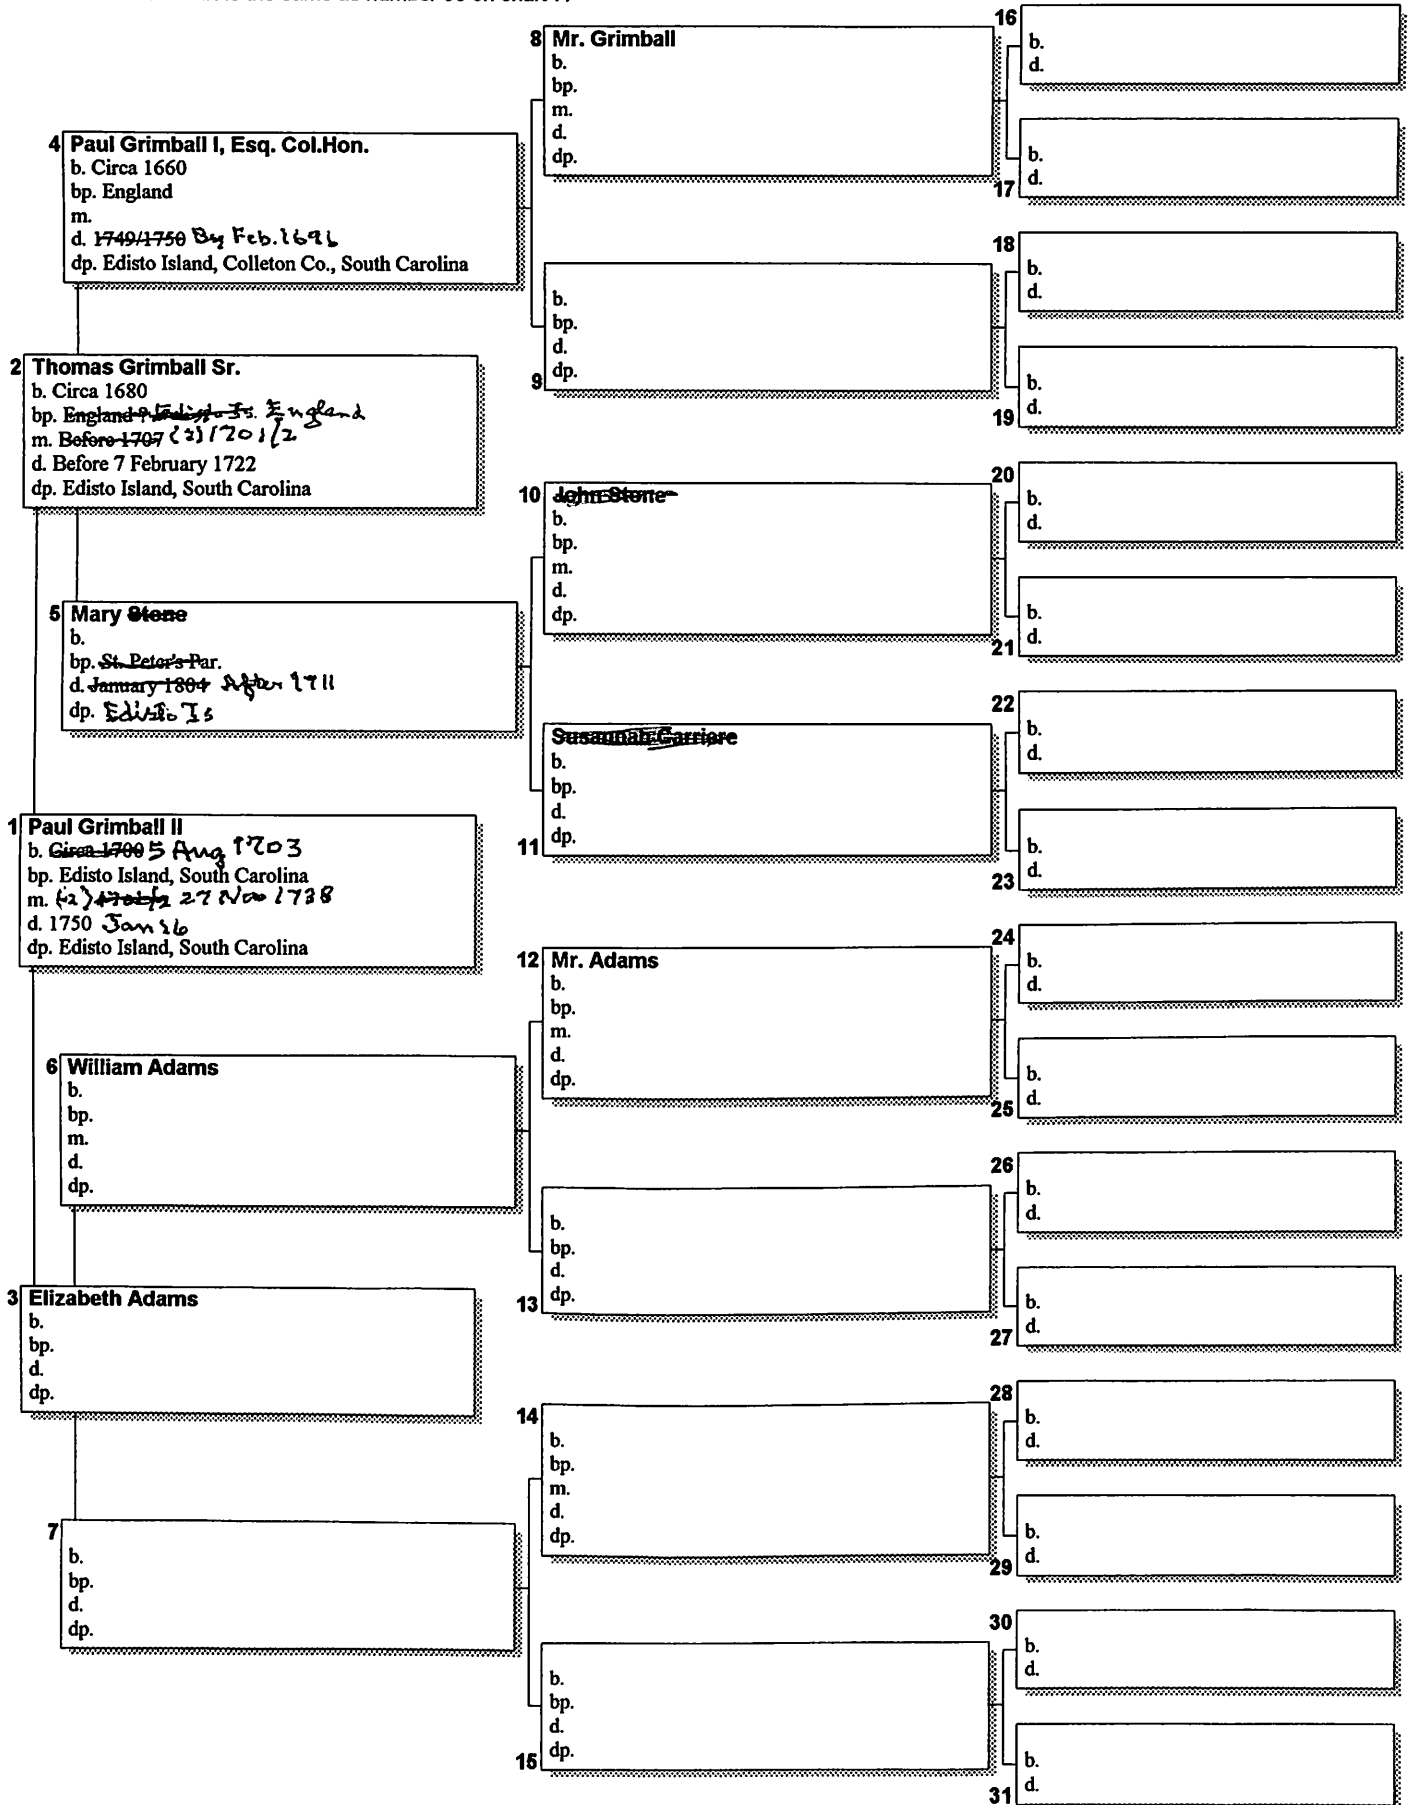 16
b.
d.
8 Mr. Grimball
b.
bp.
m.
d.
dp.
b.
d.
17
4 Paul Grimball I, Esq. Col.Hon.
b. Circa 1660
bp. England
m.
d. 1749/1750 By Feb. 1696
dp. Edisto Island, Colleton Co., South Carolina
18
b.
d.
b.
bp.
d.
dp.
9
b.
d.
19
2 Thomas Grimball Sr.
b. Circa 1680
bp. England ? Edisto Is. England
m. Before 1707 (2) 1701/2
d. Before 7 February 1722
dp. Edisto Island, South Carolina
20
b.
d.
10 John Stone
b.
bp.
m.
d.
dp.
b.
d.
21
5 Mary Stone
b.
bp. St. Peter's Par.
d. January 1804 After 1711
dp. Edisto Is
22
b.
d.
Susannah Carriere
b.
bp.
d.
dp.
11
b.
d.
23
1 Paul Grimball II
b. Circa 1700 5 Aug 1703
bp. Edisto Island, South Carolina
m. (2) 27 Nov 1738
d. 1750 Jan
dp. Edisto Island, South Carolina
24
b.
d.
12 Mr. Adams
b.
bp.
m.
d.
dp.
b.
d.
25
6 William Adams
b.
bp.
m.
d.
dp.
26
b.
d.
b.
bp.
d.
dp.
13
b.
d.
27
3 Elizabeth Adams
b.
bp.
d.
dp.
28
b.
d.
14
b.
bp.
m.
d.
dp.
b.
d.
29
7
b.
bp.
d.
dp.
30
b.
d.
b.
bp.
d.
dp.
15
b.
d.
31